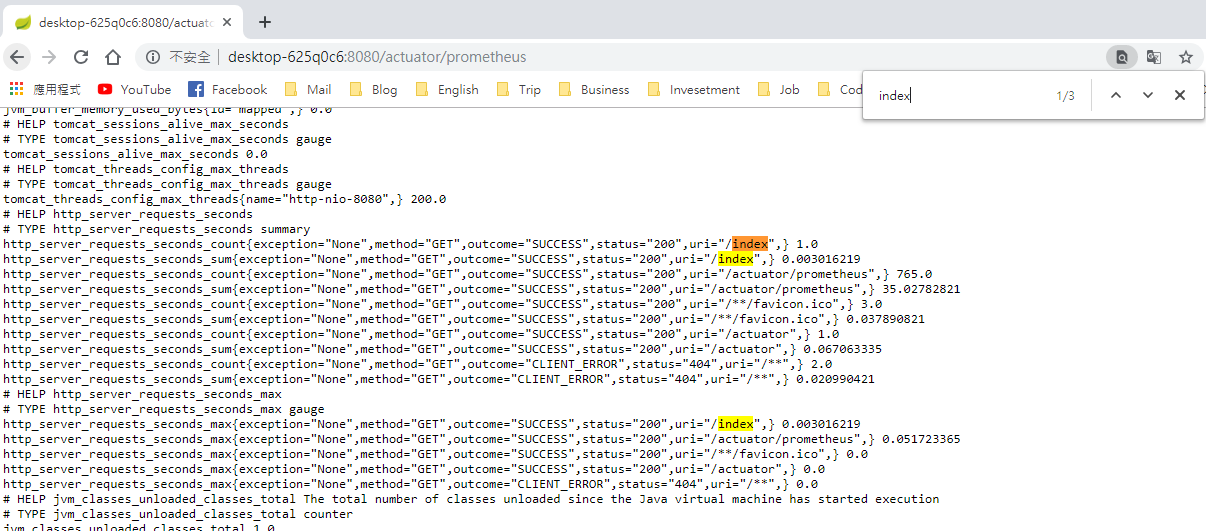 desktop-625q0c6:8080/actuato
不安全 | desktop-625q0c6:8080/actuator/prometheus
應用程式 YouTube Facebook Mail Blog English Trip Business Invesetment Job Cod
index 1/3
jvm_buffer_memory_used_bytes{id="mapped",} 0.0
# HELP tomcat_sessions_alive_max_seconds
# TYPE tomcat_sessions_alive_max_seconds gauge
tomcat_sessions_alive_max_seconds 0.0
# HELP tomcat_threads_config_max_threads
# TYPE tomcat_threads_config_max_threads gauge
tomcat_threads_config_max_threads{name="http-nio-8080",} 200.0
# HELP http_server_requests_seconds
# TYPE http_server_requests_seconds summary
http_server_requests_seconds_count{exception="None",method="GET",outcome="SUCCESS",status="200",uri="/index",} 1.0
http_server_requests_seconds_sum{exception="None",method="GET",outcome="SUCCESS",status="200",uri="/index",} 0.003016219
http_server_requests_seconds_count{exception="None",method="GET",outcome="SUCCESS",status="200",uri="/actuator/prometheus",} 765.0
http_server_requests_seconds_sum{exception="None",method="GET",outcome="SUCCESS",status="200",uri="/actuator/prometheus",} 35.02782821
http_server_requests_seconds_count{exception="None",method="GET",outcome="SUCCESS",status="200",uri="/**/favicon.ico",} 3.0
http_server_requests_seconds_sum{exception="None",method="GET",outcome="SUCCESS",status="200",uri="/**/favicon.ico",} 0.037890821
http_server_requests_seconds_count{exception="None",method="GET",outcome="SUCCESS",status="200",uri="/actuator",} 1.0
http_server_requests_seconds_sum{exception="None",method="GET",outcome="SUCCESS",status="200",uri="/actuator",} 0.067063335
http_server_requests_seconds_count{exception="None",method="GET",outcome="CLIENT_ERROR",status="404",uri="/**",} 2.0
http_server_requests_seconds_sum{exception="None",method="GET",outcome="CLIENT_ERROR",status="404",uri="/**",} 0.020990421
# HELP http_server_requests_seconds_max
# TYPE http_server_requests_seconds_max gauge
http_server_requests_seconds_max{exception="None",method="GET",outcome="SUCCESS",status="200",uri="/index",} 0.003016219
http_server_requests_seconds_max{exception="None",method="GET",outcome="SUCCESS",status="200",uri="/actuator/prometheus",} 0.051723365
http_server_requests_seconds_max{exception="None",method="GET",outcome="SUCCESS",status="200",uri="/**/favicon.ico",} 0.0
http_server_requests_seconds_max{exception="None",method="GET",outcome="SUCCESS",status="200",uri="/actuator",} 0.0
http_server_requests_seconds_max{exception="None",method="GET",outcome="CLIENT_ERROR",status="404",uri="/**",} 0.0
# HELP jvm_classes_unloaded_classes_total The total number of classes unloaded since the Java virtual machine has started execution
# TYPE jvm_classes_unloaded_classes_total counter
jvm_classes_unloaded_classes_total 1.0